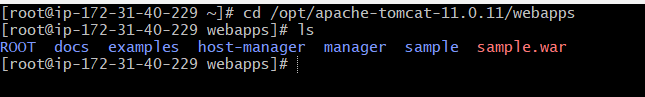 [root@ip-172-31-40-229 ~]# cd /opt/apache-tomcat-11.0.11/webapps
[root@ip-172-31-40-229 webapps]# ls
ROOT  docs  examples  host-manager  manager  sample  sample.war
[root@ip-172-31-40-229 webapps]#